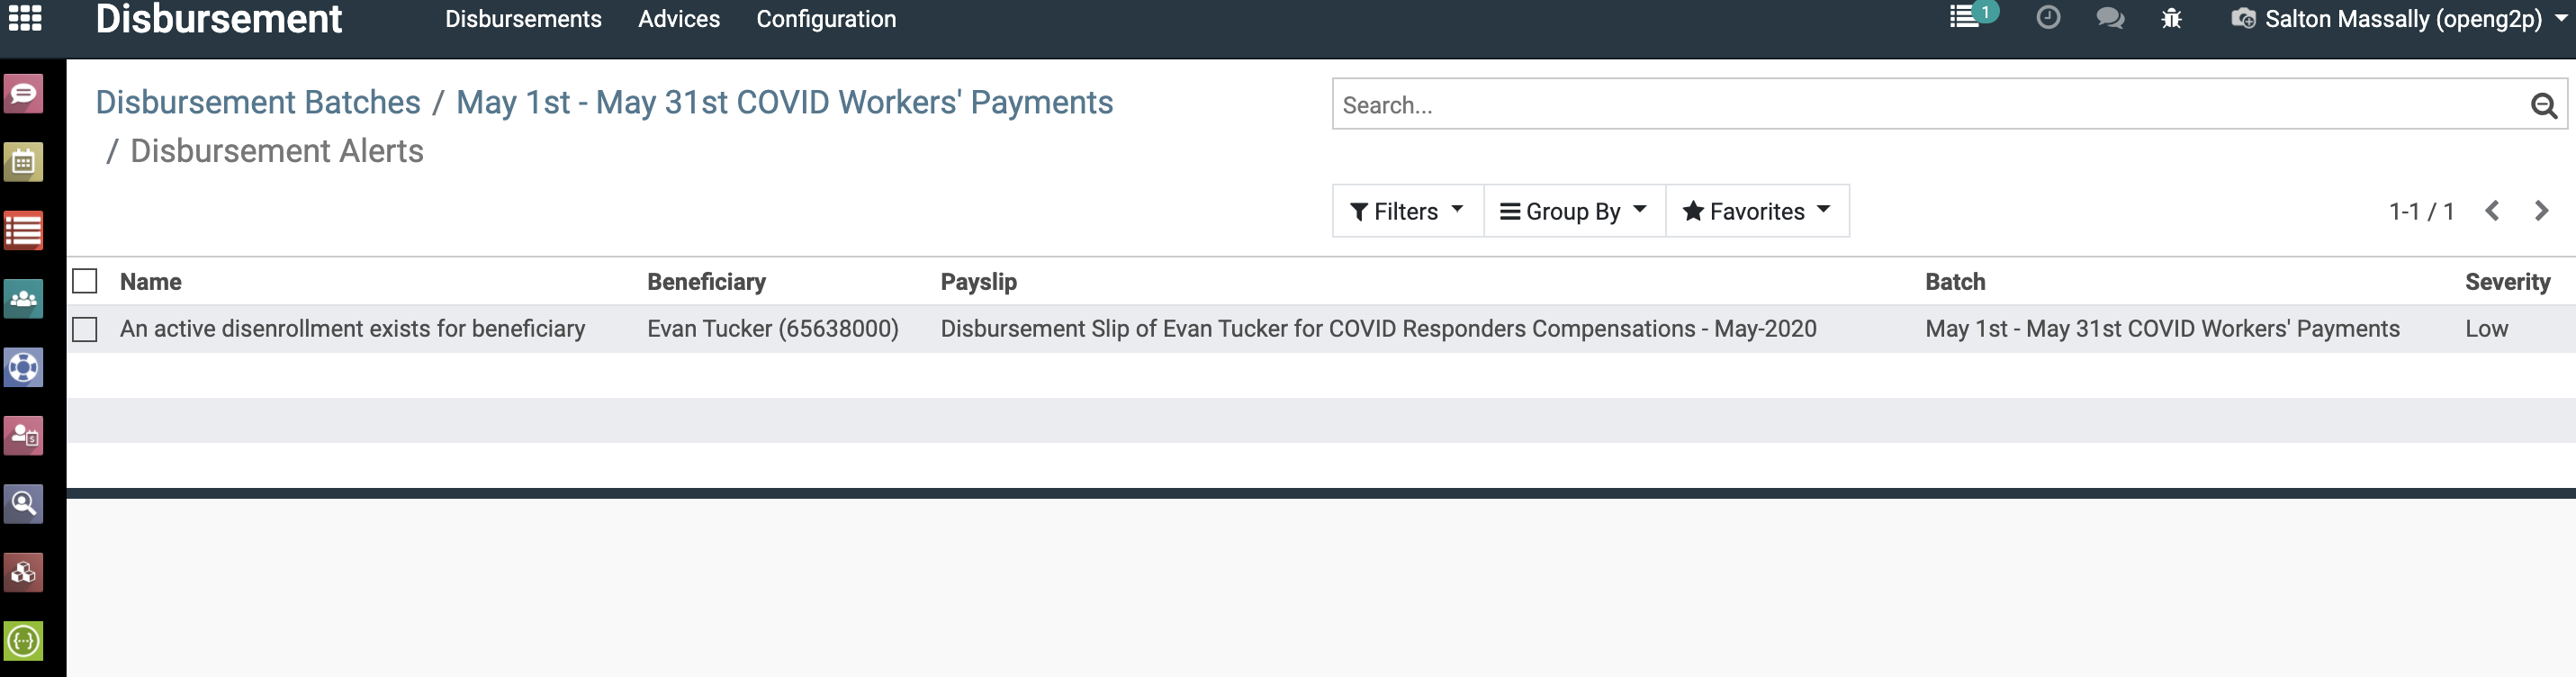 Disbursement Disbursements Advices Configuration 1 Salton Massally (openg2p)
Disbursement Batches / May 1st - May 31st COVID Workers' Payments
/ Disbursement Alerts
Search...
Filters Group By Favorites 1-1 / 1
Name Beneficiary Payslip Batch Severity
An active disenrollment exists for beneficiary Evan Tucker (65638000) Disbursement Slip of Evan Tucker for COVID Responders Compensations - May-2020 May 1st - May 31st COVID Workers' Payments Low